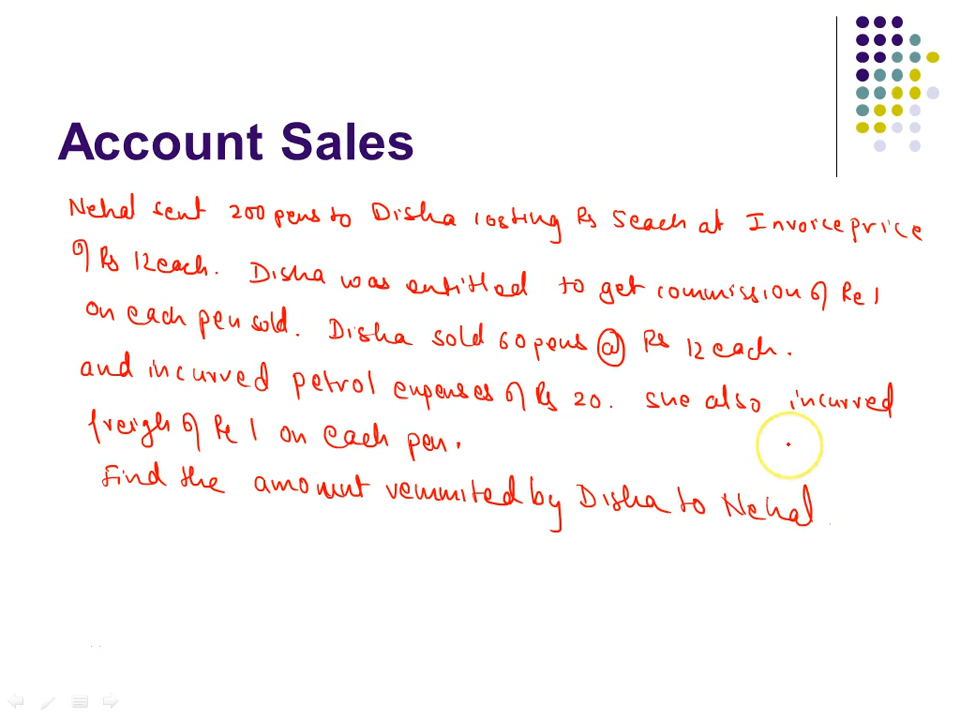 Account Sales
Nehal sent 200 pens to Disha costing Rs 5 each at Invoice price
of Rs 12 each. Disha was entitled to get commission of Re 1
on each pen sold. Disha sold 60 pens @ Rs 12 each.
and incurred petrol expenses of Rs 20. She also incurred
freigh of Re 1 on each pen.
Find the amount remmited by Disha to Nehal